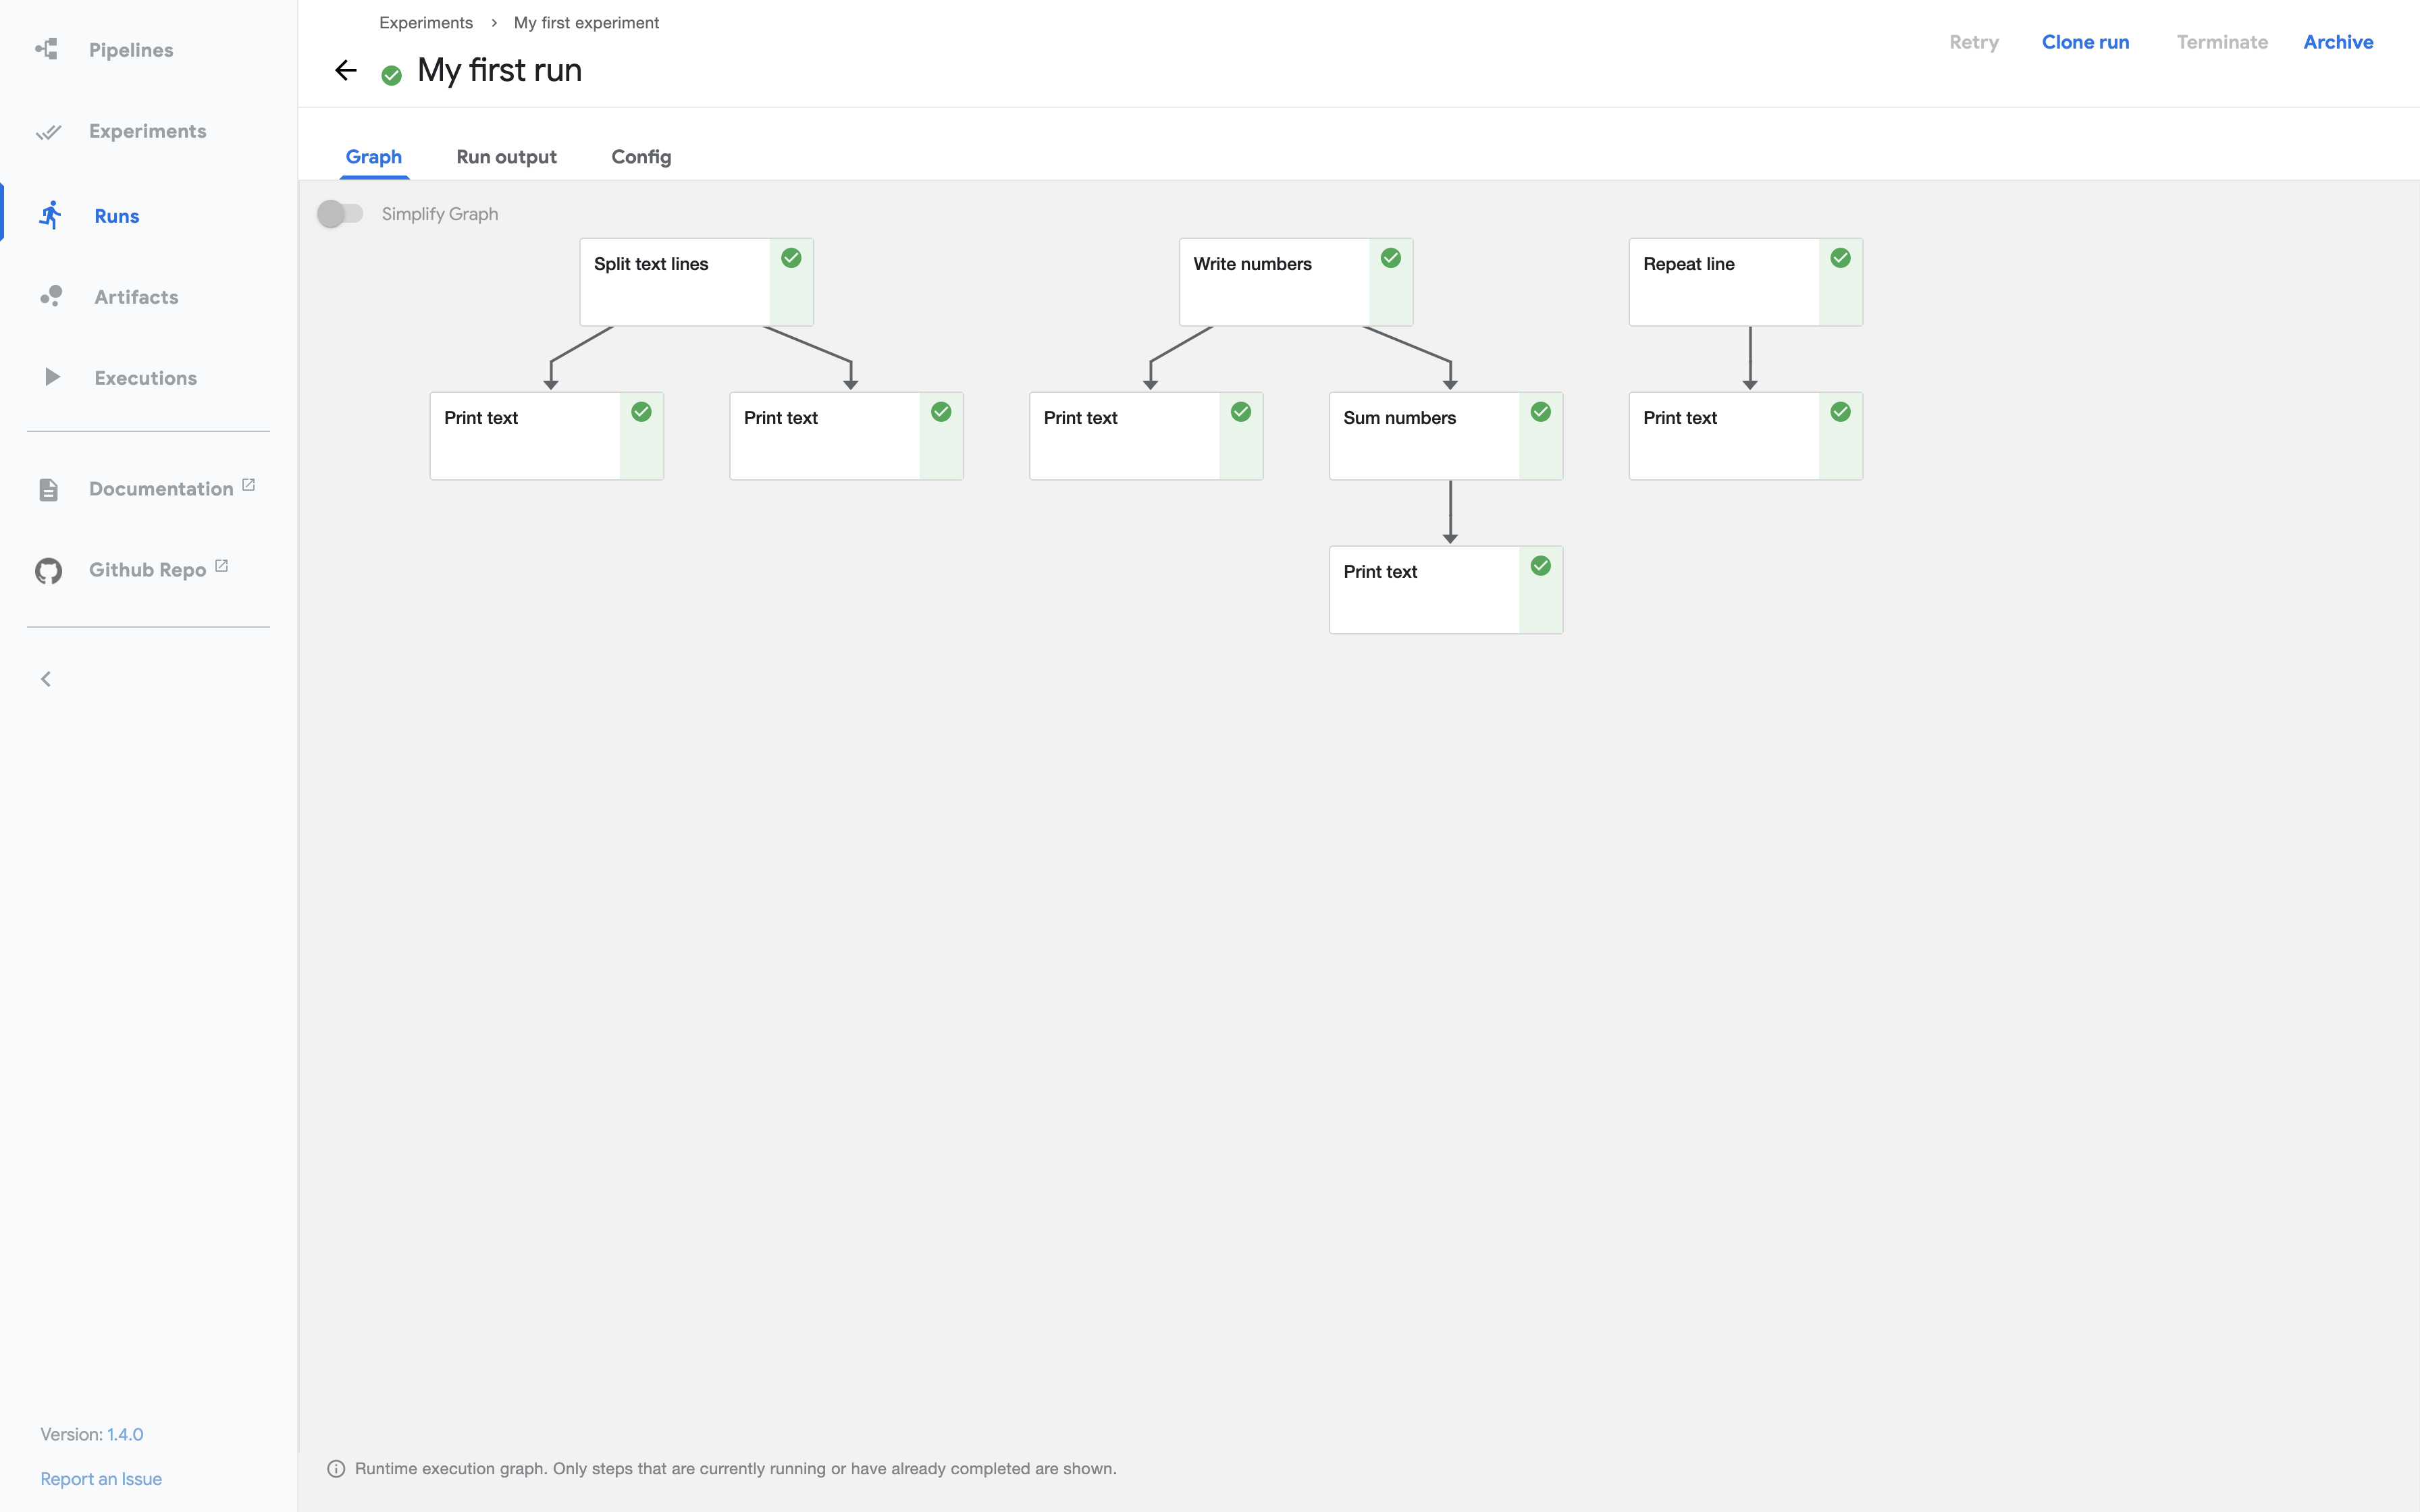 Pipelines
Experiments
Runs
Artifacts
Executions
Documentation
Github Repo
Version: 1.4.0
Report an Issue
Experiments > My first experiment
My first run
Retry Clone run Terminate Archive
Graph Run output Config
Simplify Graph
Split text lines Write numbers Repeat line
Print text Print text Print text Sum numbers Print text
Print text
Runtime execution graph. Only steps that are currently running or have already completed are shown.